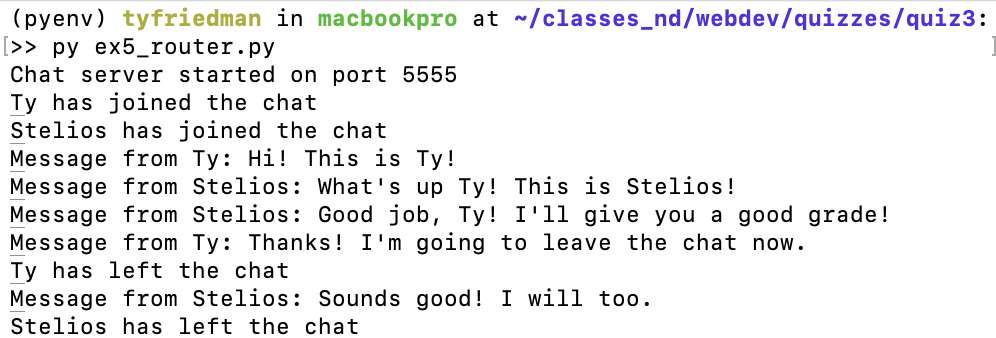 (pyenv) tyfriedman in macbookpro at ~/classes_nd/webdev/quizzes/quiz3:
[>> py ex5_router.py ]
Chat server started on port 5555
Ty has joined the chat
Stelios has joined the chat
Message from Ty: Hi! This is Ty!
Message from Stelios: What's up Ty! This is Stelios!
Message from Stelios: Good job, Ty! I'll give you a good grade!
Message from Ty: Thanks! I'm going to leave the chat now.
Ty has left the chat
Message from Stelios: Sounds good! I will too.
Stelios has left the chat